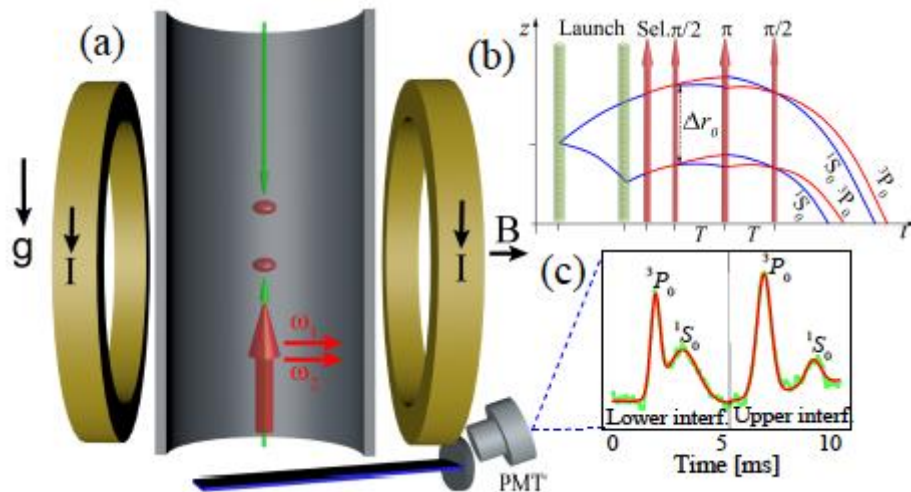 (a)
g
I
I
B
ω₁
ω₂
PMT
(b)
z
Launch
Sel.
π/2
π
π/2
Δr₀
T
T
¹S₀
¹S₀
³P₀
³P₀
t
(c)
³P₀
¹S₀
³P₀
¹S₀
Lower interf.
Upper interf.
0
5
10
Time [ms]